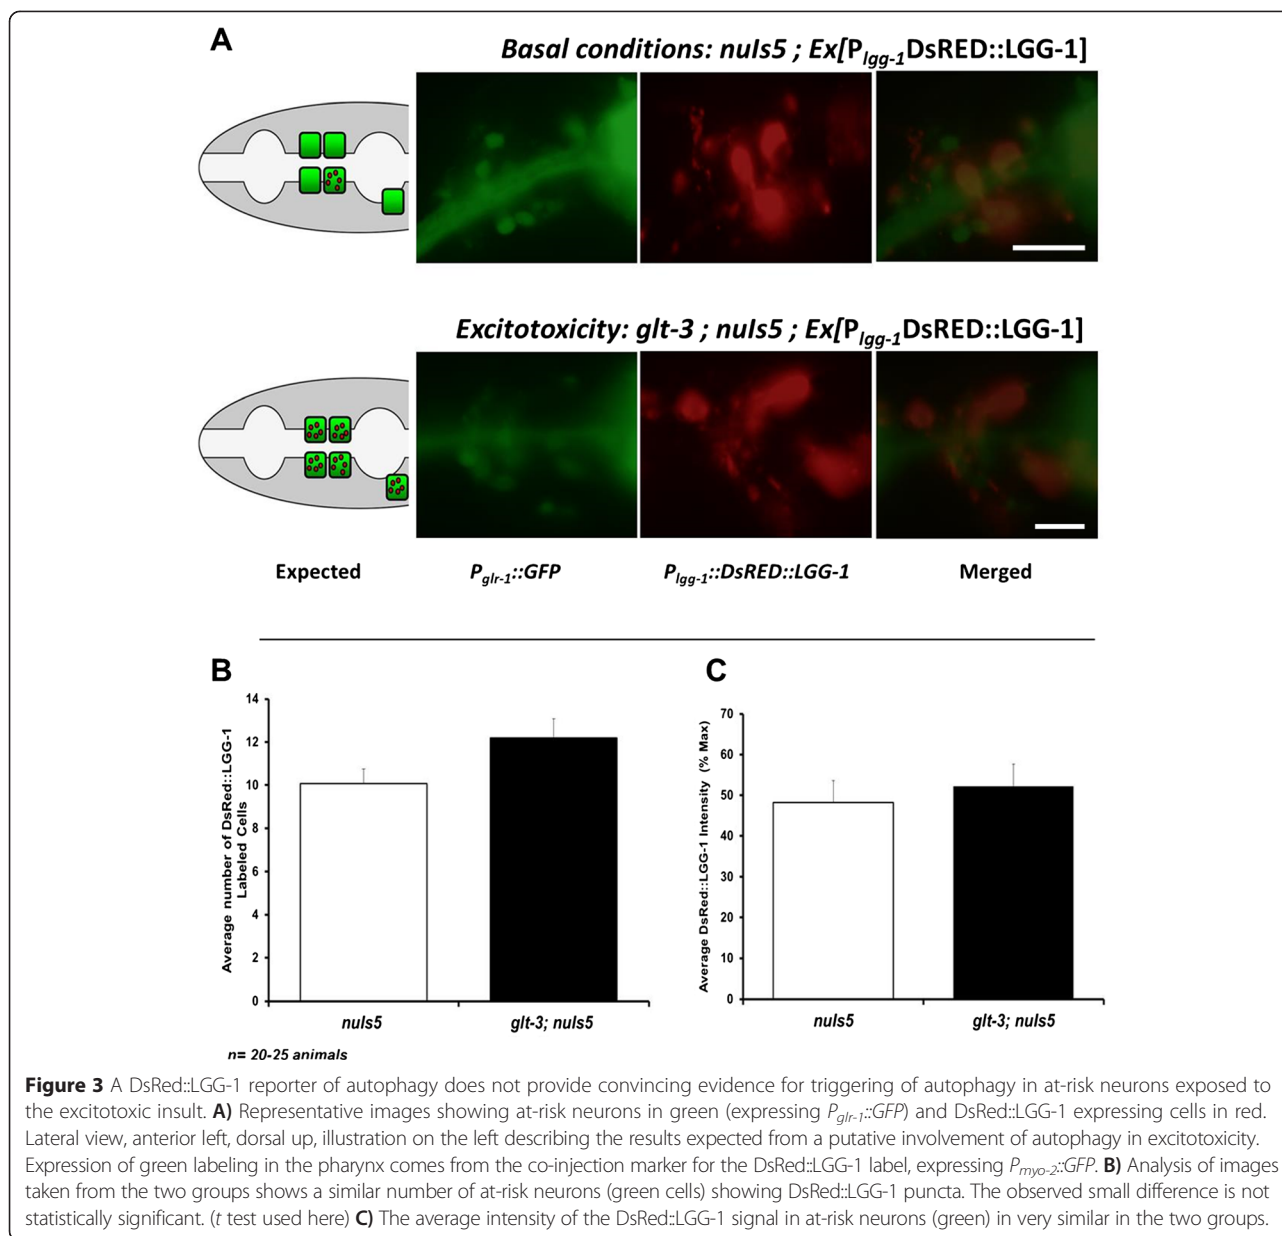 A
Basal conditions: nuIs5 ; Ex[Plgg-1DsRED::LGG-1]
Excitotoxicity: glt-3 ; nuIs5 ; Ex[Plgg-1DsRED::LGG-1]
Expected
Pglr-1::GFP
Plgg-1::DsRED::LGG-1
Merged
B
Average number of DsRed::LGG-1
Labeled Cells
14
12
10
8
6
4
2
0
nuIs5
glt-3; nuIs5
n= 20-25 animals
C
Average DsRed::LGG-1 Intensity (% Max)
70
60
50
40
30
20
10
0
nuIs5
glt-3; nuIs5
Figure 3 A DsRed::LGG-1 reporter of autophagy does not provide convincing evidence for triggering of autophagy in at-risk neurons exposed to
the excitotoxic insult. A) Representative images showing at-risk neurons in green (expressing Pglr-1::GFP) and DsRed::LGG-1 expressing cells in red.
Lateral view, anterior left, dorsal up, illustration on the left describing the results expected from a putative involvement of autophagy in excitotoxicity.
Expression of green labeling in the pharynx comes from the co-injection marker for the DsRed::LGG-1 label, expressing Pmyo-2::GFP. B) Analysis of images
taken from the two groups shows a similar number of at-risk neurons (green cells) showing DsRed::LGG-1 puncta. The observed small difference is not
statistically significant. (t test used here) C) The average intensity of the DsRed::LGG-1 signal in at-risk neurons (green) in very similar in the two groups.